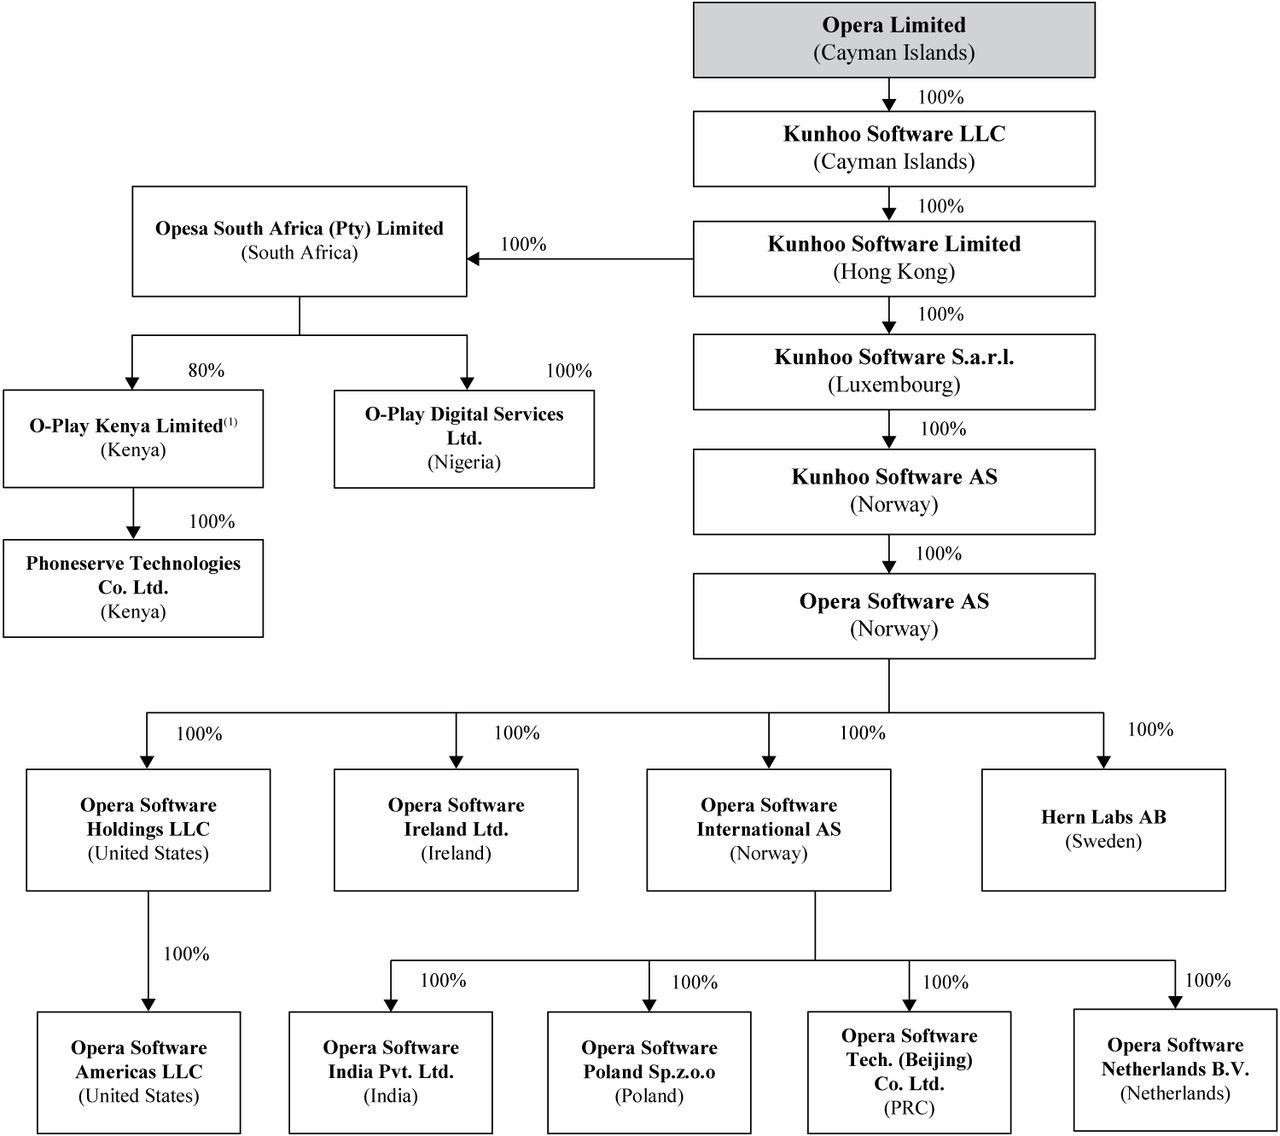 Opera Limited
(Cayman Islands)
100%
Kunhoo Software LLC
(Cayman Islands)
100%
Kunhoo Software Limited
(Hong Kong)
100%
Opesa South Africa (Pty) Limited
(South Africa)
80%
O-Play Kenya Limited(1)
(Kenya)
100%
Phoneserve Technologies
Co. Ltd.
(Kenya)
100%
O-Play Digital Services
Ltd.
(Nigeria)
100%
Kunhoo Software S.a.r.l.
(Luxembourg)
100%
Kunhoo Software AS
(Norway)
100%
Opera Software AS
(Norway)
100%
Opera Software
Holdings LLC
(United States)
100%
Opera Software
Ireland Ltd.
(Ireland)
100%
Opera Software
International AS
(Norway)
100%
Hern Labs AB
(Sweden)
100%
Opera Software
Americas LLC
(United States)
100%
Opera Software
India Pvt. Ltd.
(India)
100%
Opera Software
Poland Sp.z.o.o
(Poland)
100%
Opera Software
Tech. (Beijing)
Co. Ltd.
(PRC)
100%
Opera Software
Netherlands B.V.
(Netherlands)